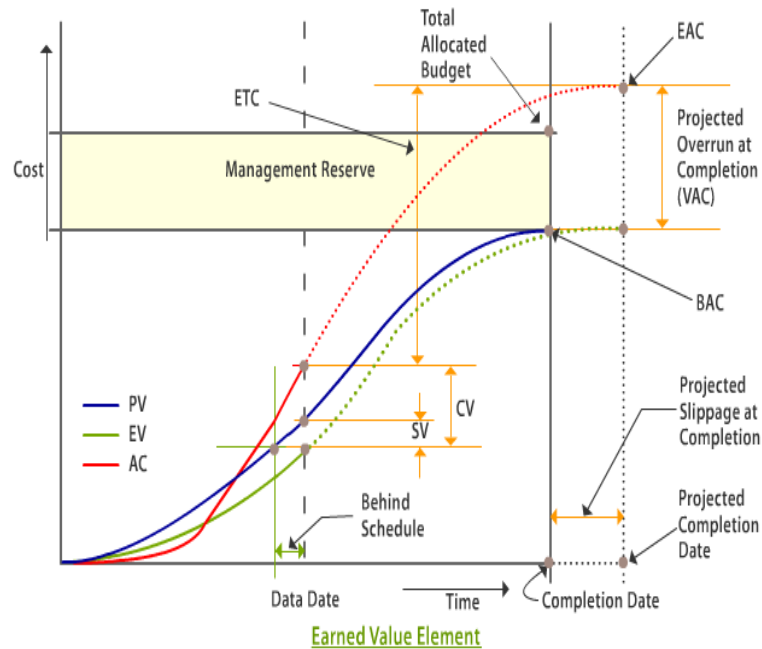 Total
Allocated
Budget
EAC
ETC
Projected
Overrun at
Completion
(VAC)
Cost
Management Reserve
BAC
PV
EV
AC
CV
SV
Projected
Slippage at
Completion
Behind
Schedule
Projected
Completion
Date
Data Date
Time
Completion Date
Earned Value Element